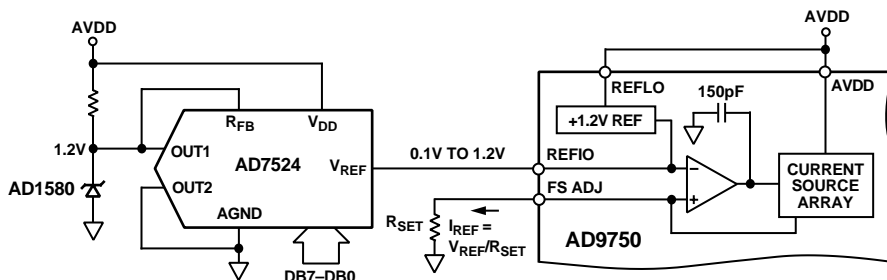 AVDD
RFB
VDD
1.2V
OUT1
AD7524
VREF
AD1580
OUT2
AGND
DB7–DB0
0.1V TO 1.2V
RSET
IREF =
VREF/RSET
AVDD
REFLO
150pF
AVDD
+1.2V REF
REFIO
FS ADJ
–
+
CURRENT
SOURCE
ARRAY
AD9750